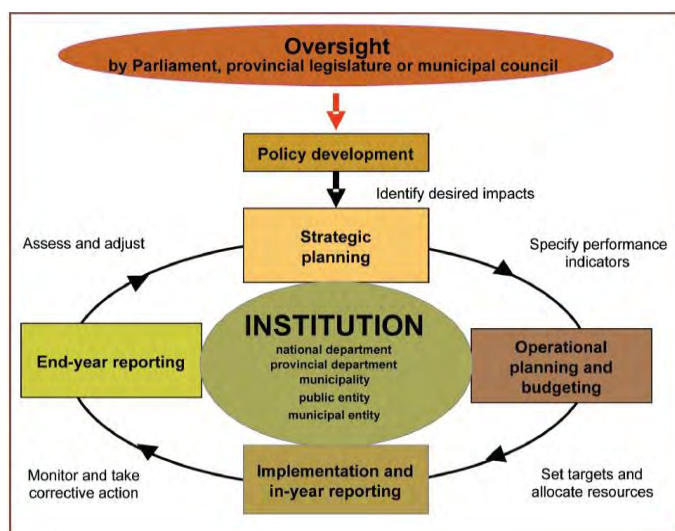 Oversight
by Parliament, provincial legislature or municipal council
Policy development
Identify desired impacts
Strategic
planning
Assess and adjust
Specify performance
indicators
INSTITUTION
national department
provincial department
municipality
public entity
municipal entity
End-year reporting
Operational
planning and
budgeting
Implementation and
in-year reporting
Monitor and take
corrective action
Set targets and
allocate resources